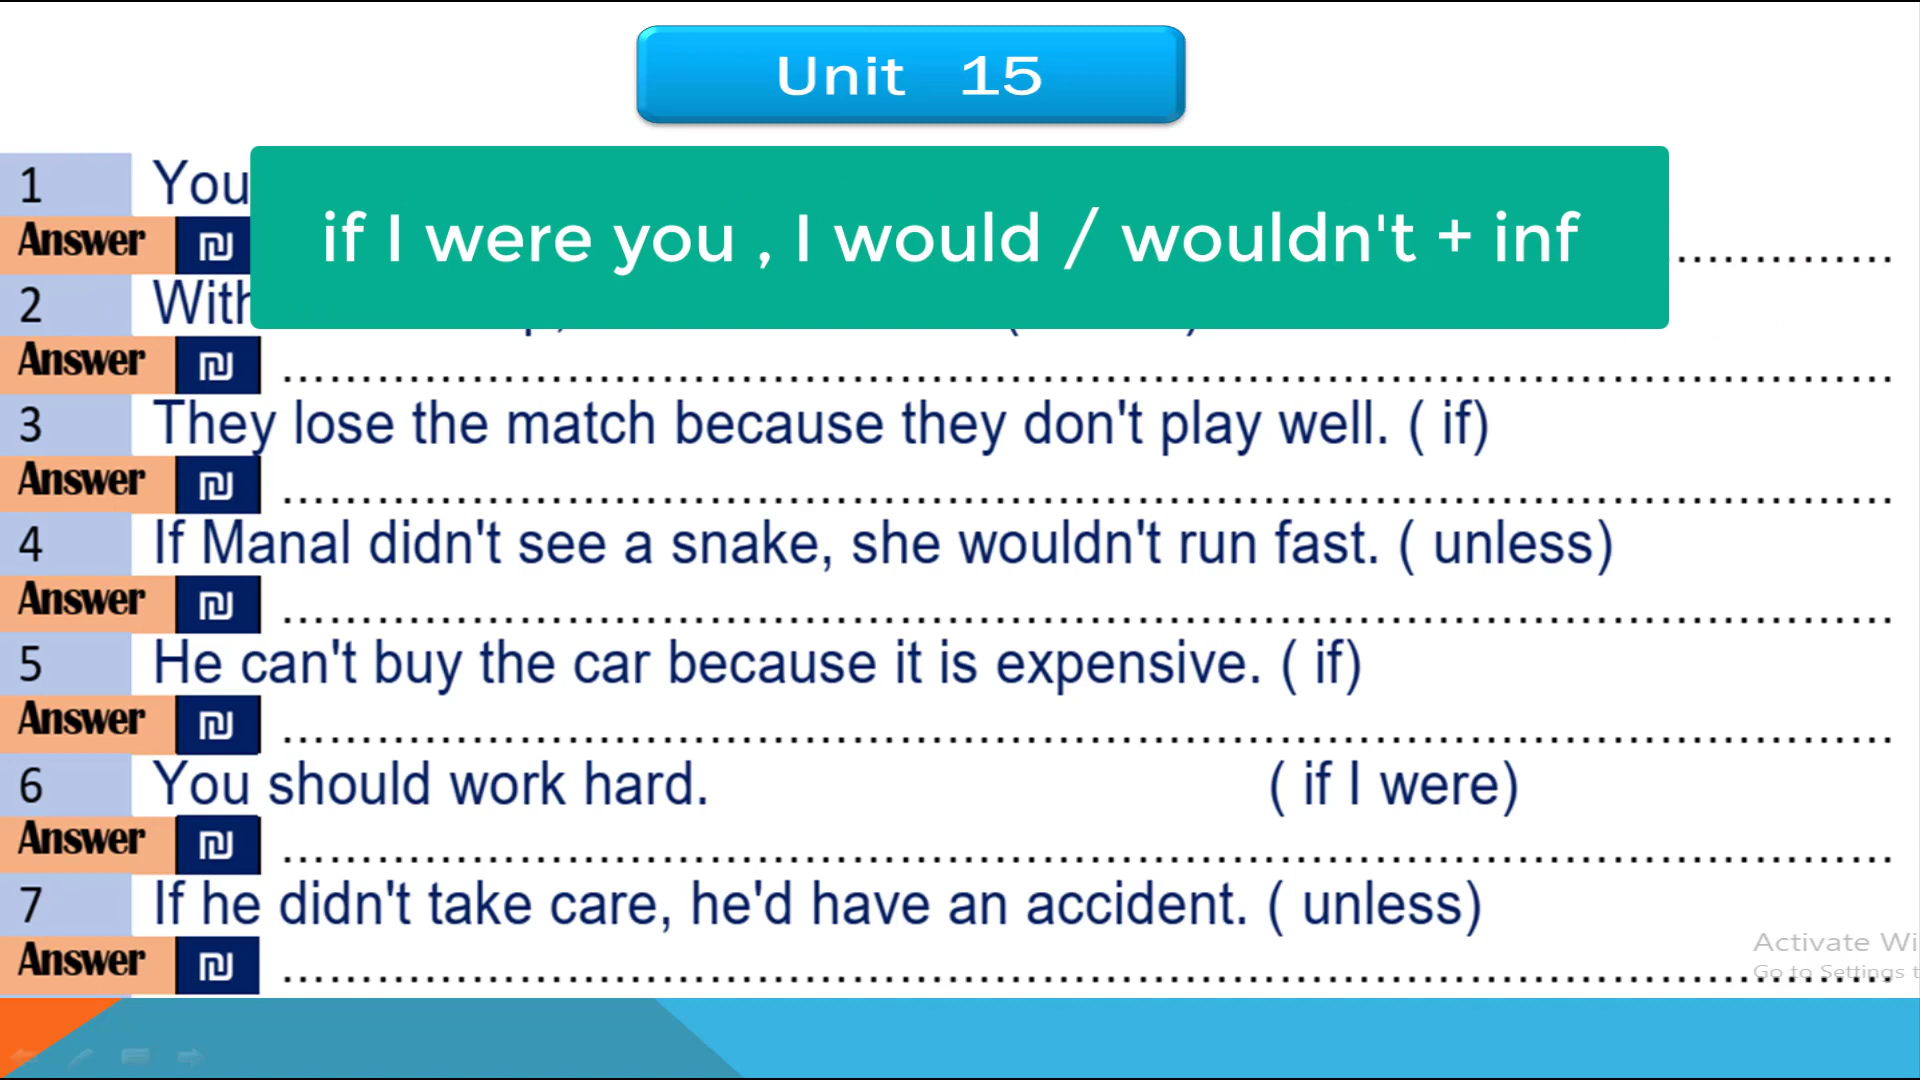 Unit 15
if I were you , I would / wouldn't + inf
1 You
Answer ₪ ..............
2 With
Answer ₪ ....................................................................................
3 They lose the match because they don't play well. ( if)
Answer ₪ ....................................................................................
4 If Manal didn't see a snake, she wouldn't run fast. ( unless)
Answer ₪ ....................................................................................
5 He can't buy the car because it is expensive. ( if)
Answer ₪ ....................................................................................
6 You should work hard. ( if I were)
Answer ₪ ....................................................................................
7 If he didn't take care, he'd have an accident. ( unless)
Answer ₪ ....................................................................................
Activate Wi
Go to Settings t